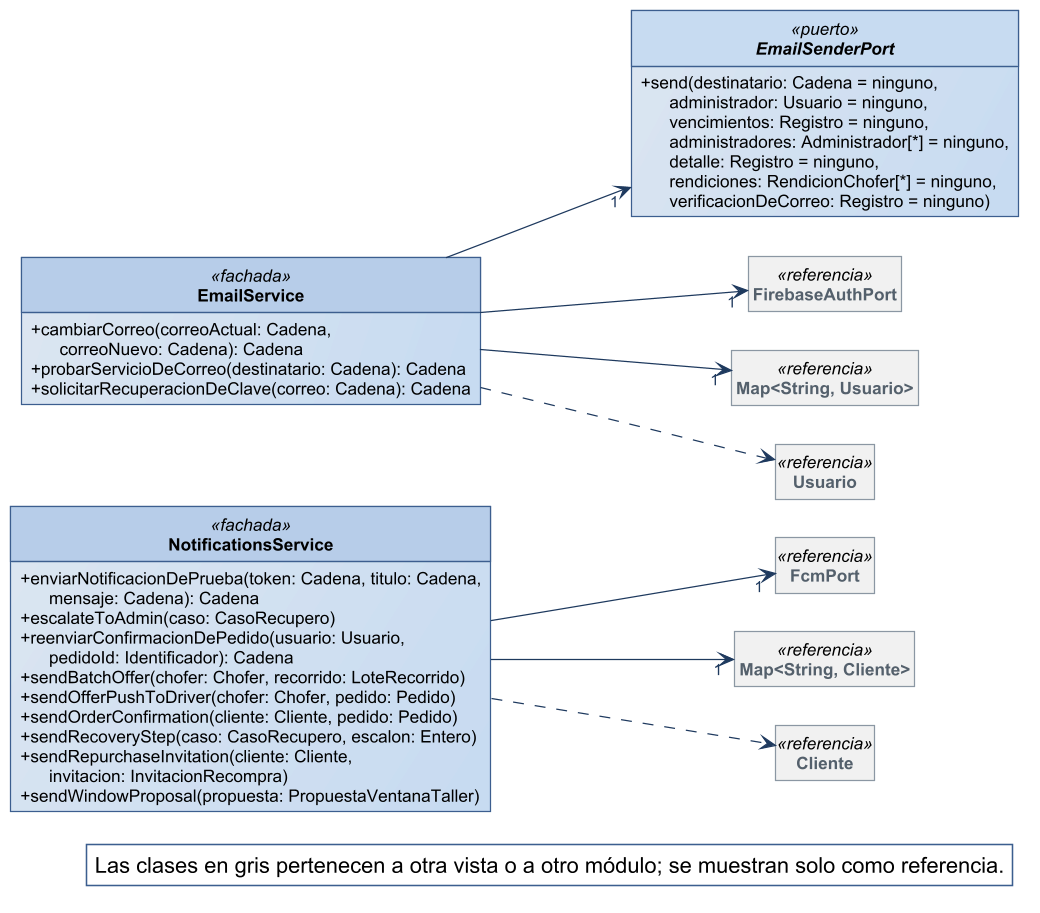 «puerto»
EmailSenderPort
+send(destinatario: Cadena = ninguno,
administrador: Usuario = ninguno,
vencimientos: Registro = ninguno,
administradores: Administrador[*] = ninguno,
detalle: Registro = ninguno,
rendiciones: RendicionChofer[*] = ninguno,
verificacionDeCorreo: Registro = ninguno)
1
«fachada»
EmailService
+cambiarCorreo(correoActual: Cadena,
correoNuevo: Cadena): Cadena
+probarServicioDeCorreo(destinatario: Cadena): Cadena
+solicitarRecuperacionDeClave(correo: Cadena): Cadena
«referencia»
FirebaseAuthPort
1
«referencia»
Map<String, Usuario>
1
«referencia»
Usuario
«fachada»
NotificationsService
+enviarNotificacionDePrueba(token: Cadena, titulo: Cadena,
mensaje: Cadena): Cadena
+escalateToAdmin(caso: CasoRecupero)
+reenviarConfirmacionDePedido(usuario: Usuario,
pedidoId: Identificador): Cadena
+sendBatchOffer(chofer: Chofer, recorrido: LoteRecorrido)
+sendOfferPushToDriver(chofer: Chofer, pedido: Pedido)
+sendOrderConfirmation(cliente: Cliente, pedido: Pedido)
+sendRecoveryStep(caso: CasoRecupero, escalon: Entero)
+sendRepurchaseInvitation(cliente: Cliente,
invitacion: InvitacionRecompra)
+sendWindowProposal(propuesta: PropuestaVentanaTaller)
«referencia»
FcmPort
1
«referencia»
Map<String, Cliente>
1
«referencia»
Cliente
Las clases en gris pertenecen a otra vista o a otro módulo; se muestran solo como referencia.